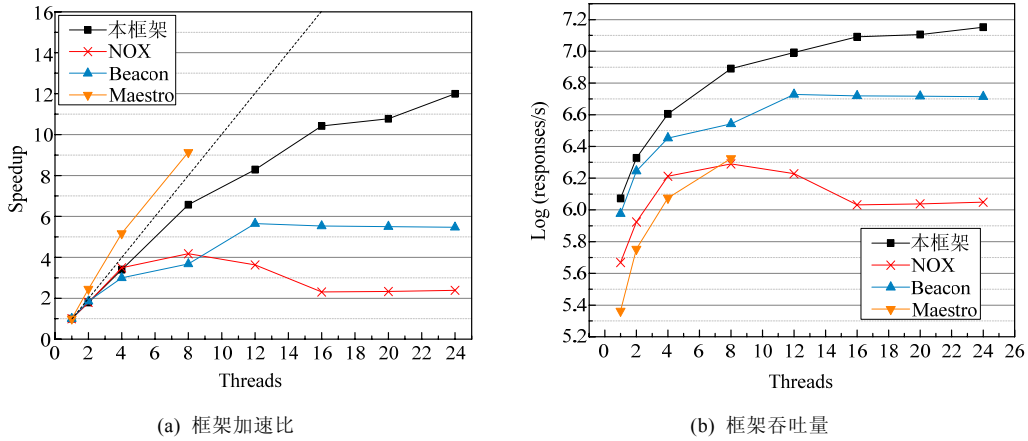 16
14
12
10
8
6
4
2
0
Speedup
本框架
NOX
Beacon
Maestro
0 2 4 6 8 10 12 14 16 18 20 22 24
Threads
(a) 框架加速比
7.2
7.0
6.8
6.6
6.4
6.2
6.0
5.8
5.6
5.4
5.2
Log (responses/s)
本框架
NOX
Beacon
Maestro
0 2 4 6 8 10 12 14 16 18 20 22 24 26
Threads
(b) 框架吞吐量